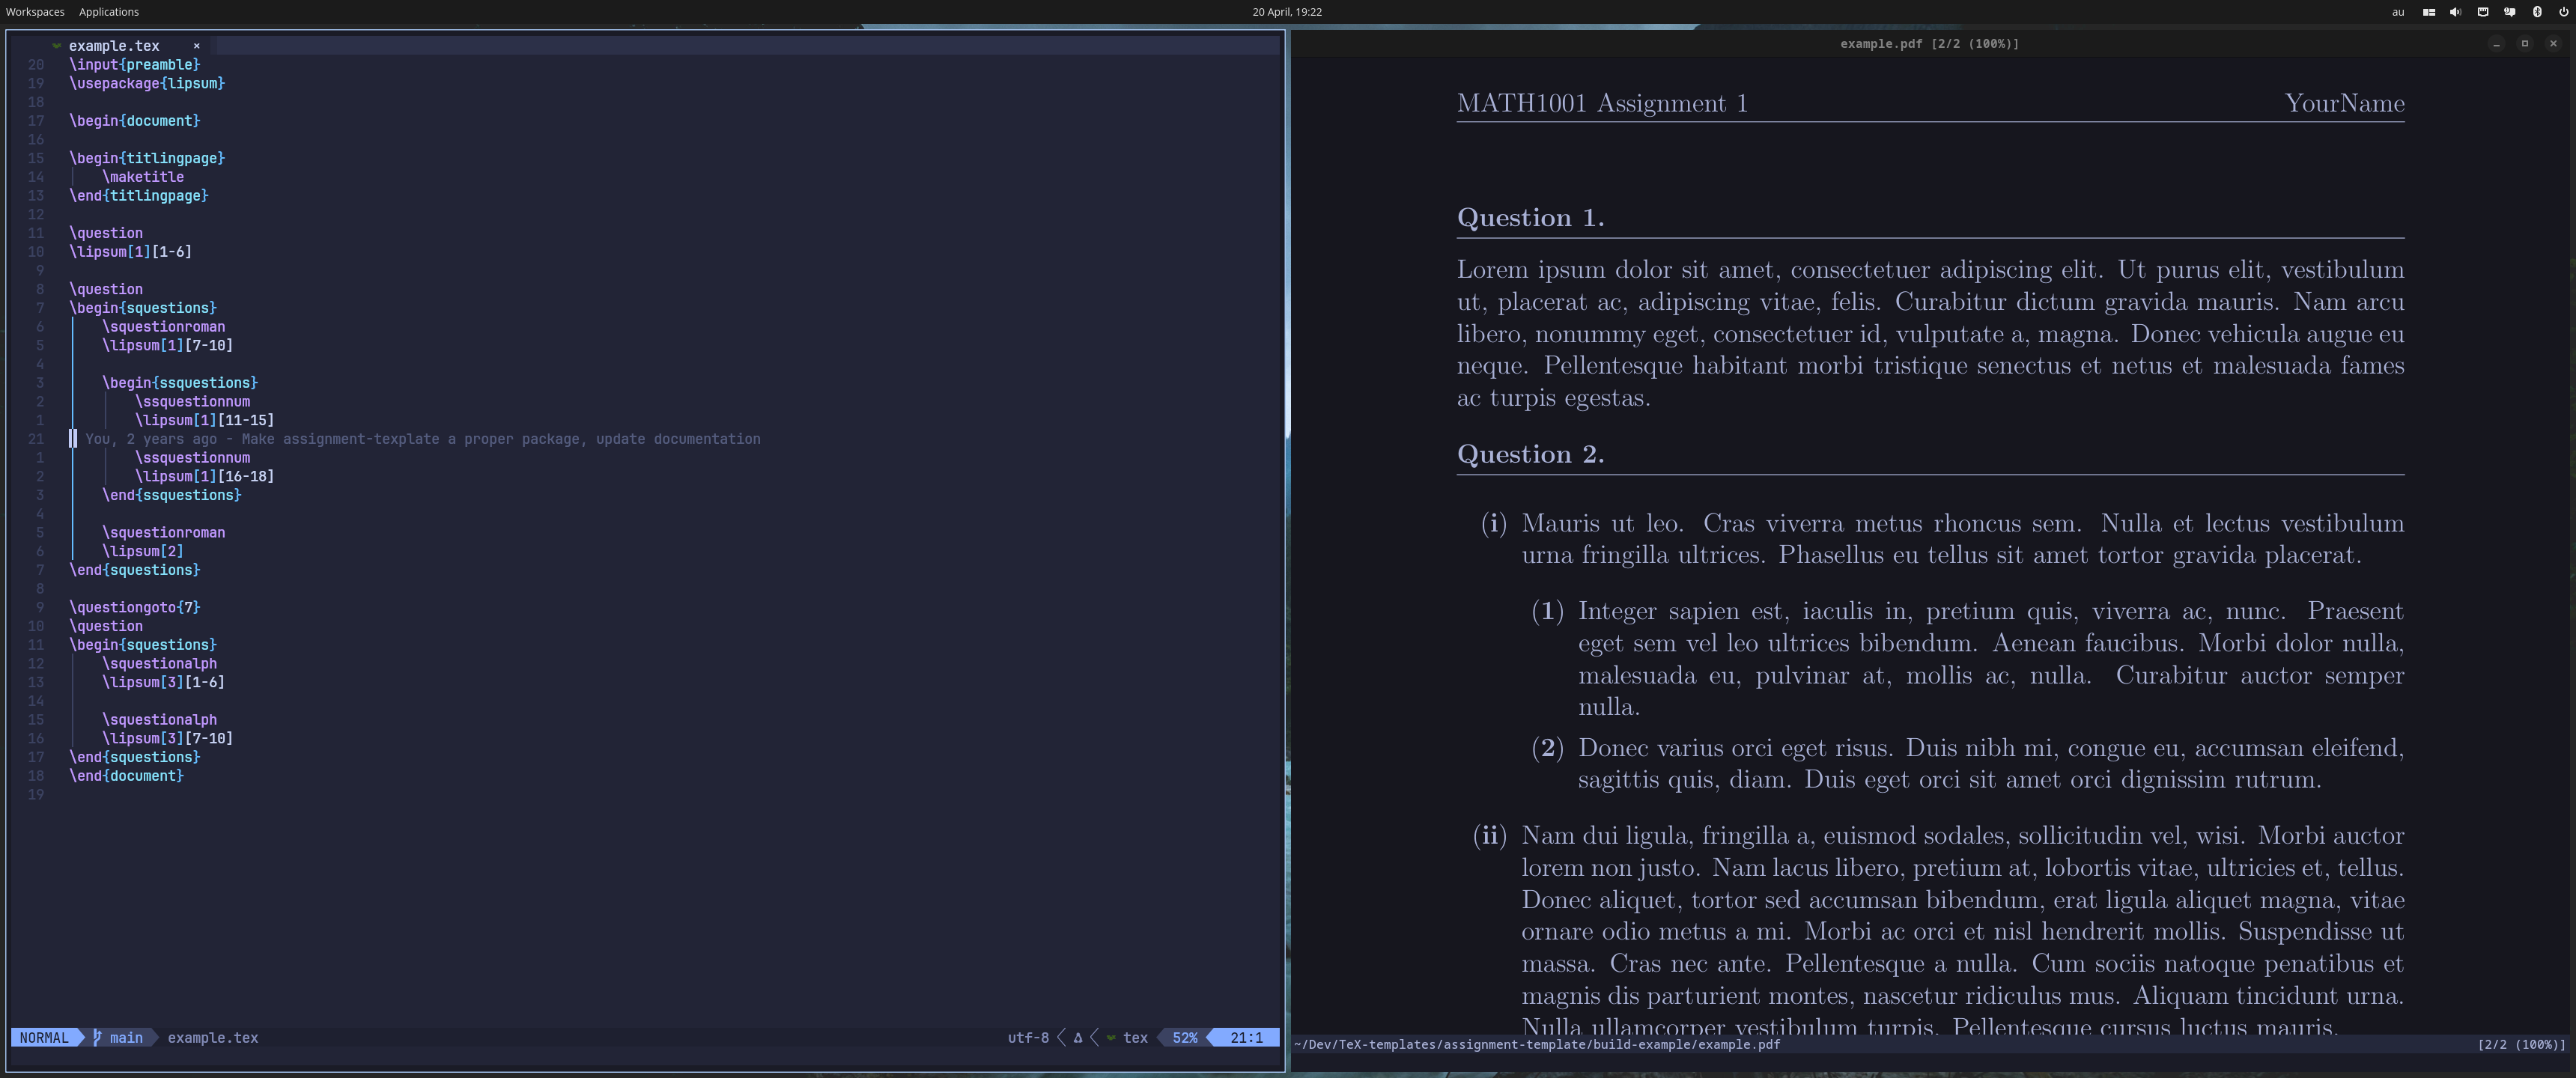 Workspaces Applications 20 April, 19:22 au
example.tex ×
20 \input{preamble}
19 \usepackage{lipsum}
18
17 \begin{document}
16
15 \begin{titlingpage}
14 \maketitle
13 \end{titlingpage}
12
11 \question
10 \lipsum[1][1-6]
9
8 \question
7 \begin{squestions}
6 \squestionroman
5 \lipsum[1][7-10]
4
3 \begin{ssquestions}
2 \ssquestionnum
1 \lipsum[1][11-15]
21 You, 2 years ago - Make assignment-texplate a proper package, update documentation
1 \ssquestionnum
2 \lipsum[1][16-18]
3 \end{ssquestions}
4
5 \squestionroman
6 \lipsum[2]
7 \end{squestions}
8
9 \questiongoto{7}
10 \question
11 \begin{squestions}
12 \squestionalph
13 \lipsum[3][1-6]
14
15 \squestionalph
16 \lipsum[3][7-10]
17 \end{squestions}
18 \end{document}
19
NORMAL main example.tex utf-8 tex 52% 21:1
example.pdf [2/2 (100%)]
MATH1001 Assignment 1 YourName
Question 1.
Lorem ipsum dolor sit amet, consectetuer adipiscing elit. Ut purus elit, vestibulum
ut, placerat ac, adipiscing vitae, felis. Curabitur dictum gravida mauris. Nam arcu
libero, nonummy eget, consectetuer id, vulputate a, magna. Donec vehicula augue eu
neque. Pellentesque habitant morbi tristique senectus et netus et malesuada fames
ac turpis egestas.
Question 2.
(i) Mauris ut leo. Cras viverra metus rhoncus sem. Nulla et lectus vestibulum
urna fringilla ultrices. Phasellus eu tellus sit amet tortor gravida placerat.
(1) Integer sapien est, iaculis in, pretium quis, viverra ac, nunc. Praesent
eget sem vel leo ultrices bibendum. Aenean faucibus. Morbi dolor nulla,
malesuada eu, pulvinar at, mollis ac, nulla. Curabitur auctor semper
nulla.
(2) Donec varius orci eget risus. Duis nibh mi, congue eu, accumsan eleifend,
sagittis quis, diam. Duis eget orci sit amet orci dignissim rutrum.
(ii) Nam dui ligula, fringilla a, euismod sodales, sollicitudin vel, wisi. Morbi auctor
lorem non justo. Nam lacus libero, pretium at, lobortis vitae, ultricies et, tellus.
Donec aliquet, tortor sed accumsan bibendum, erat ligula aliquet magna, vitae
ornare odio metus a mi. Morbi ac orci et nisl hendrerit mollis. Suspendisse ut
massa. Cras nec ante. Pellentesque a nulla. Cum sociis natoque penatibus et
magnis dis parturient montes, nascetur ridiculus mus. Aliquam tincidunt urna.
Nulla ullamcorper vestibulum turpis. Pellentesque cursus luctus mauris.
~/Dev/TeX-templates/assignment-template/build-example/example.pdf [2/2 (100%)]